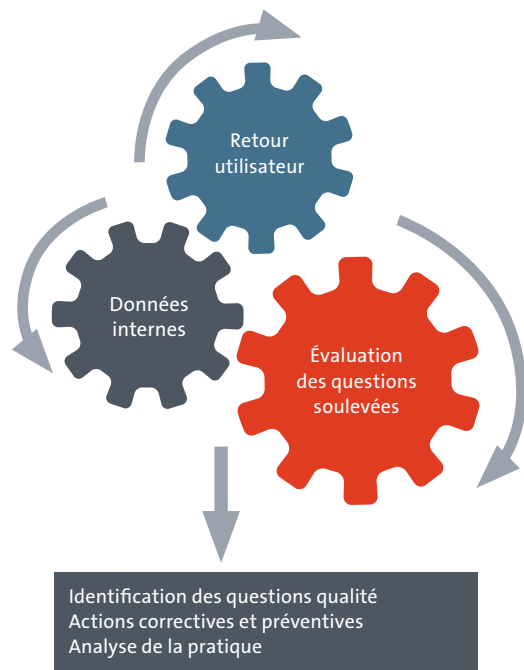 Retour
utilisateur
Données
internes
Évaluation
des questions
soulevées
Identification des questions qualité
Actions correctives et préventives
Analyse de la pratique